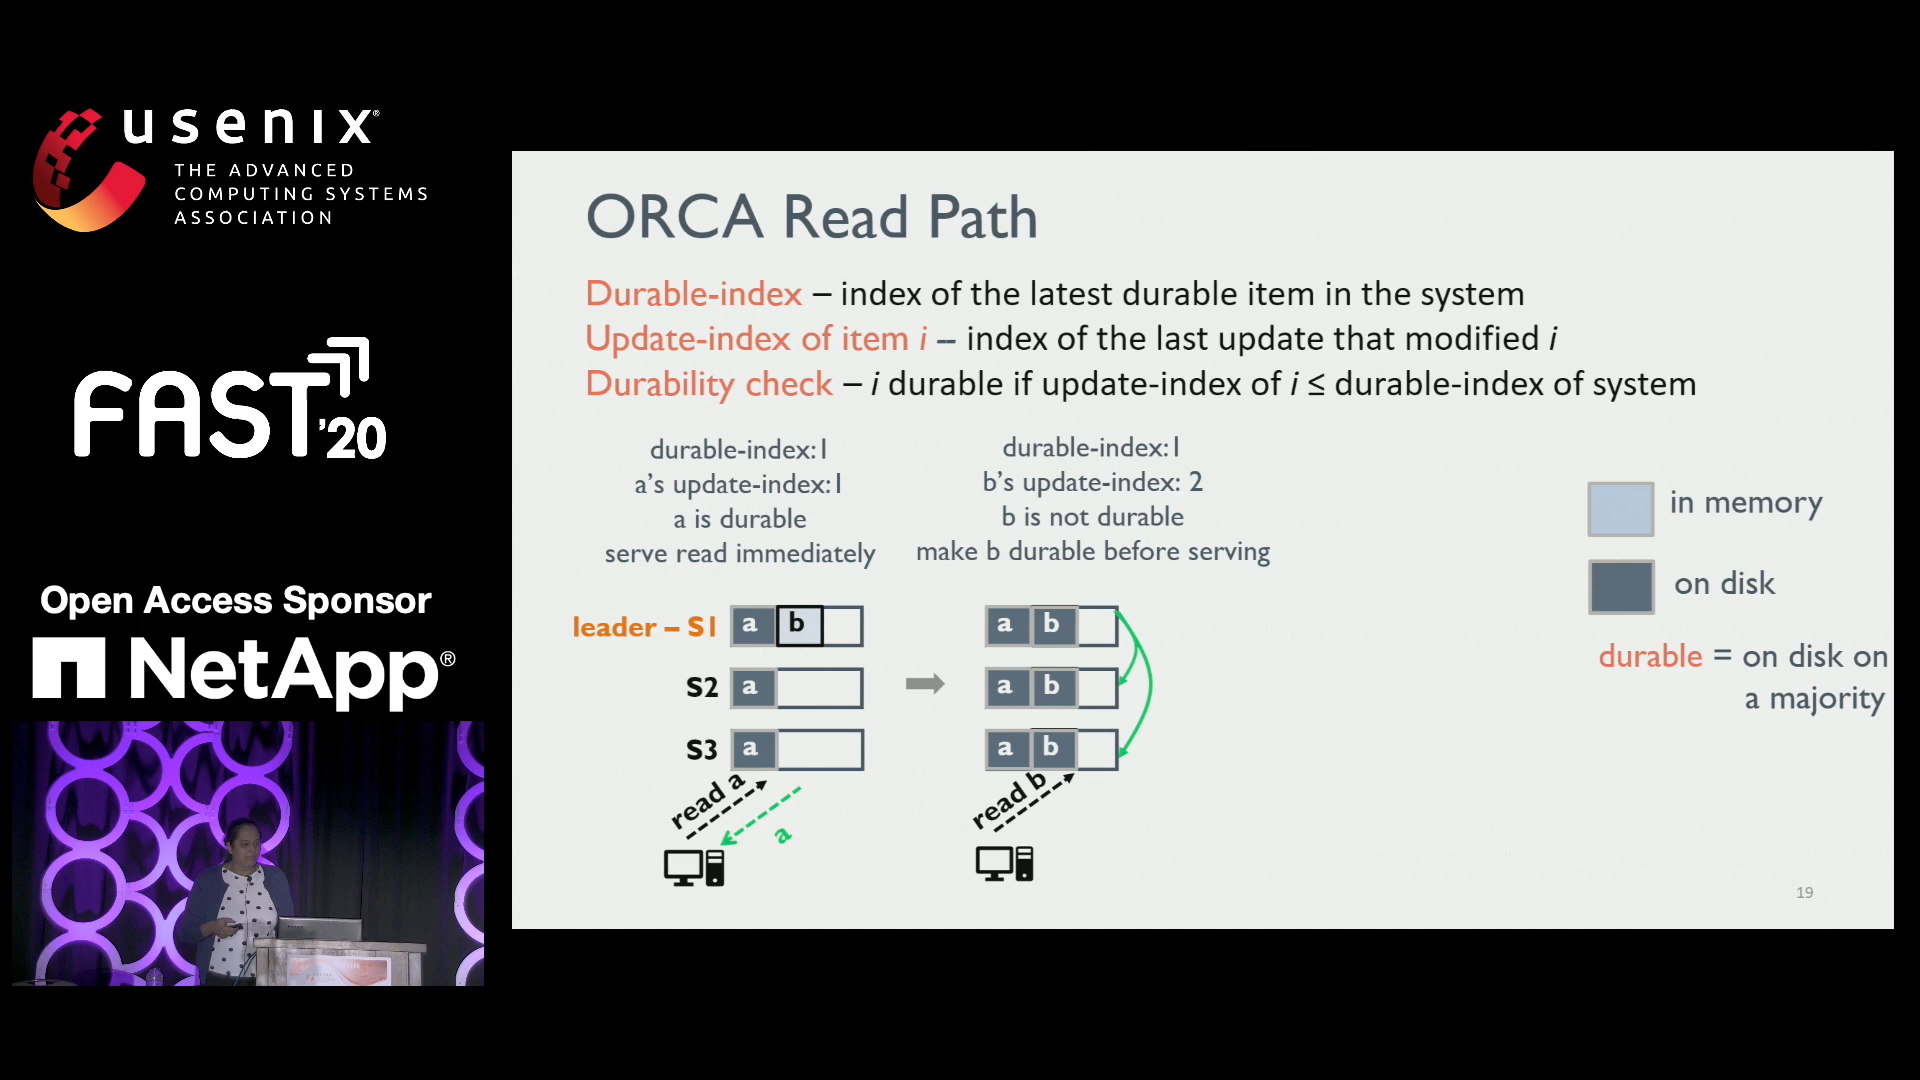 usenix®
THE ADVANCED
COMPUTING SYSTEMS
ASSOCIATION
FAST '20
Open Access Sponsor
NetApp®
ORCA Read Path
Durable-index – index of the latest durable item in the system
Update-index of item i -- index of the last update that modified i
Durability check – i durable if update-index of i ≤ durable-index of system
durable-index:1
a's update-index:1
a is durable
serve read immediately
durable-index:1
b's update-index: 2
b is not durable
make b durable before serving
in memory
on disk
durable = on disk on
a majority
leader – S1 a b
S2 a
S3 a
read a
a
a b
a b
a b
read b
19